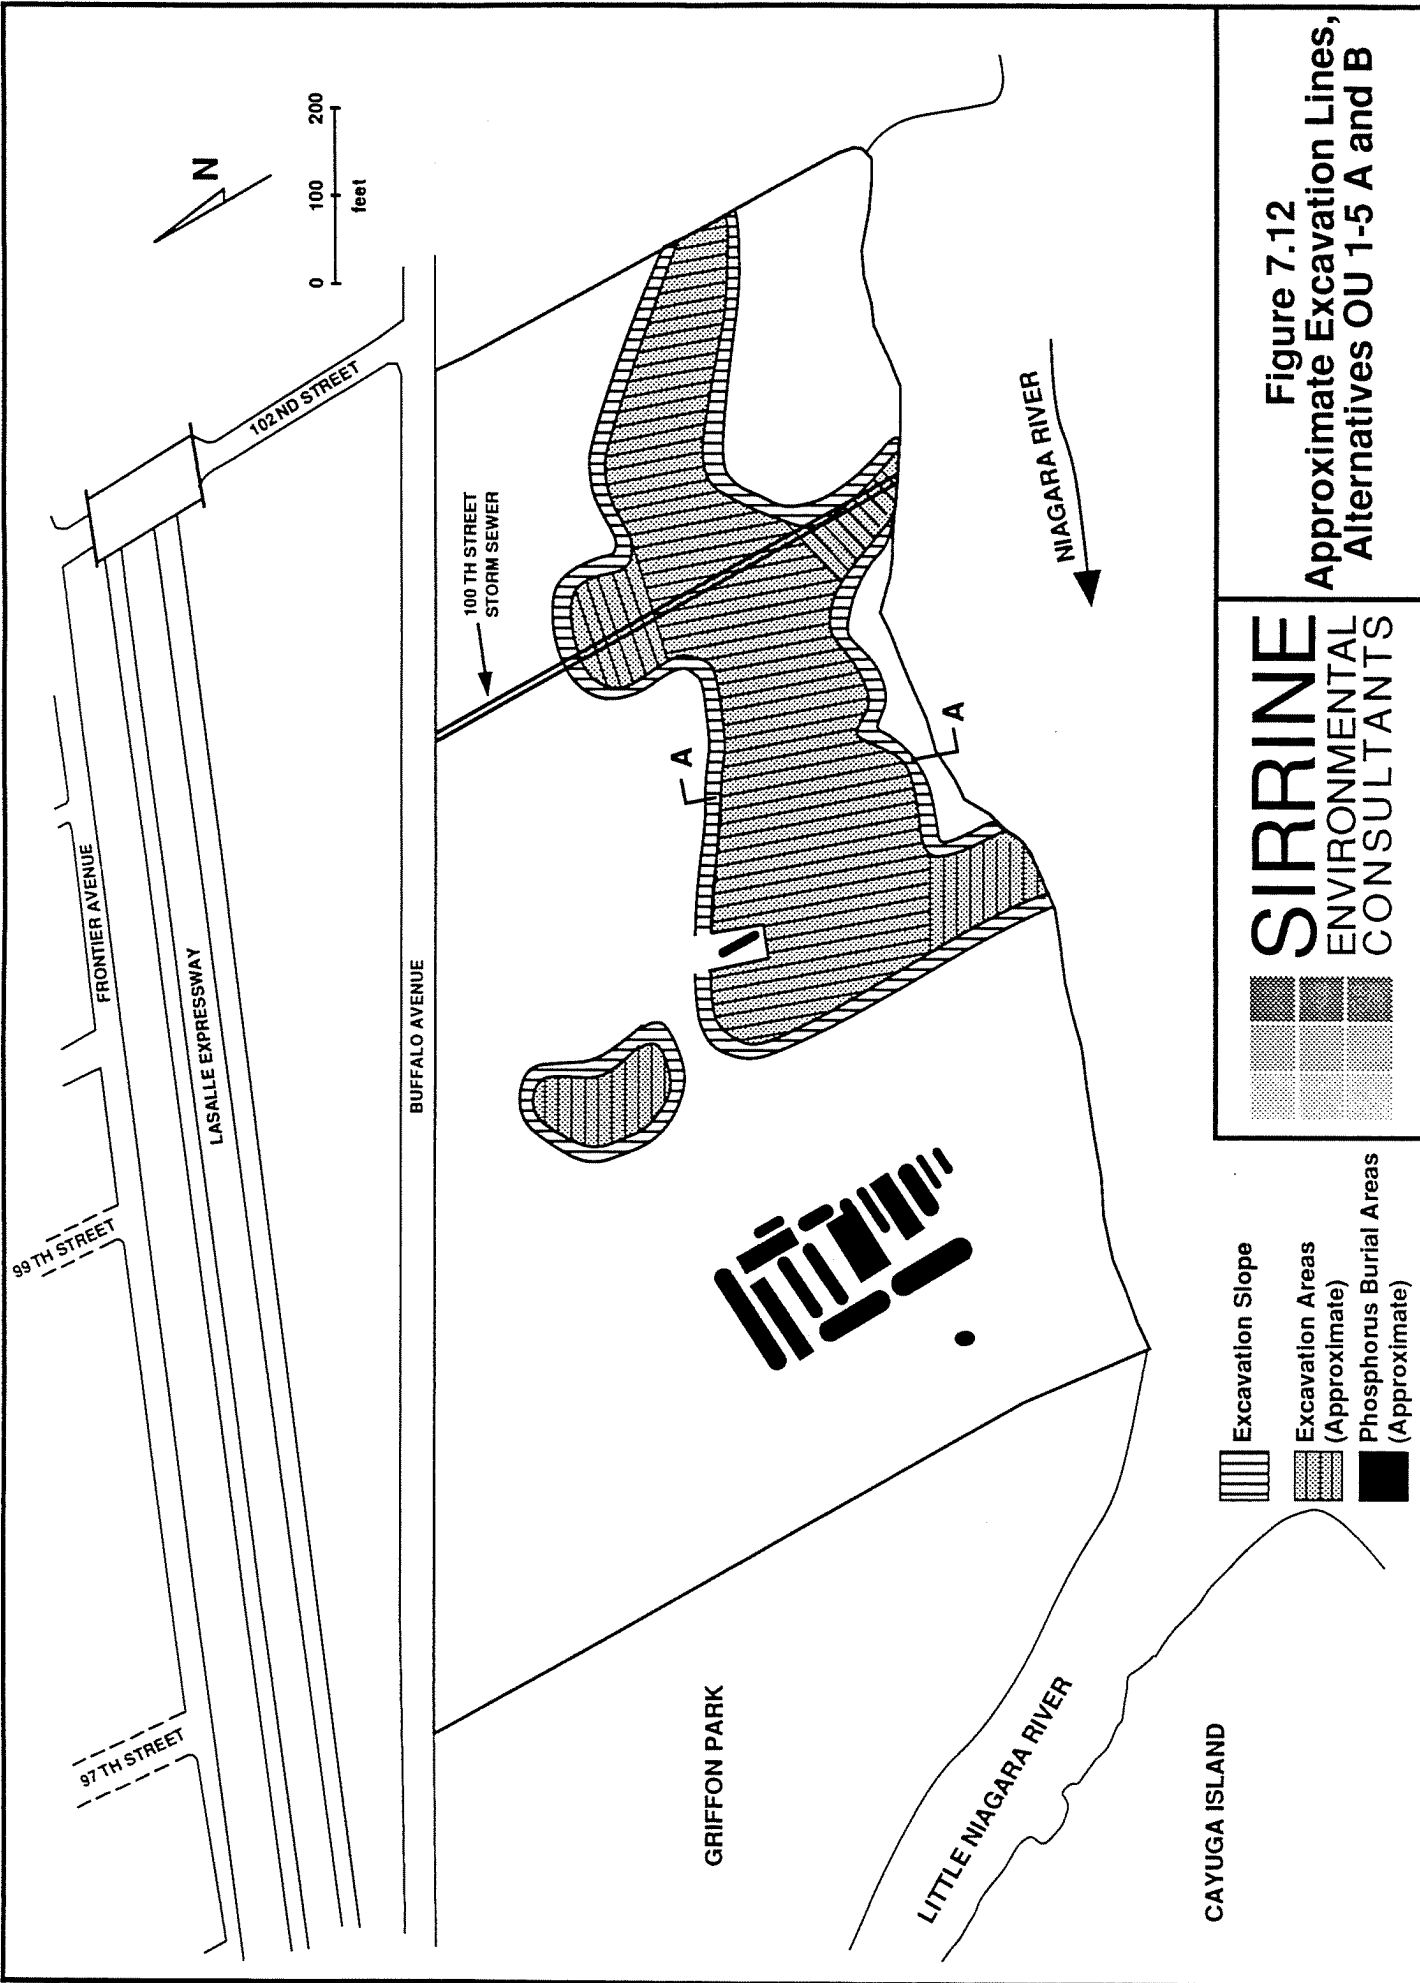 99 TH STREET
97 TH STREET
FRONTIER AVENUE
LASALLE EXPRESSWAY
BUFFALO AVENUE
102ND STREET
N
0 100 200
feet
100 TH STREET
STORM SEWER
A
A
NIAGARA RIVER
GRIFFON PARK
LITTLE NIAGARA RIVER
CAYUGA ISLAND
Excavation Slope
Excavation Areas
(Approximate)
Phosphorus Burial Areas
(Approximate)
SIRRINE
ENVIRONMENTAL
CONSULTANTS
Figure 7.12
Approximate Excavation Lines,
Alternatives OU 1-5 A and B